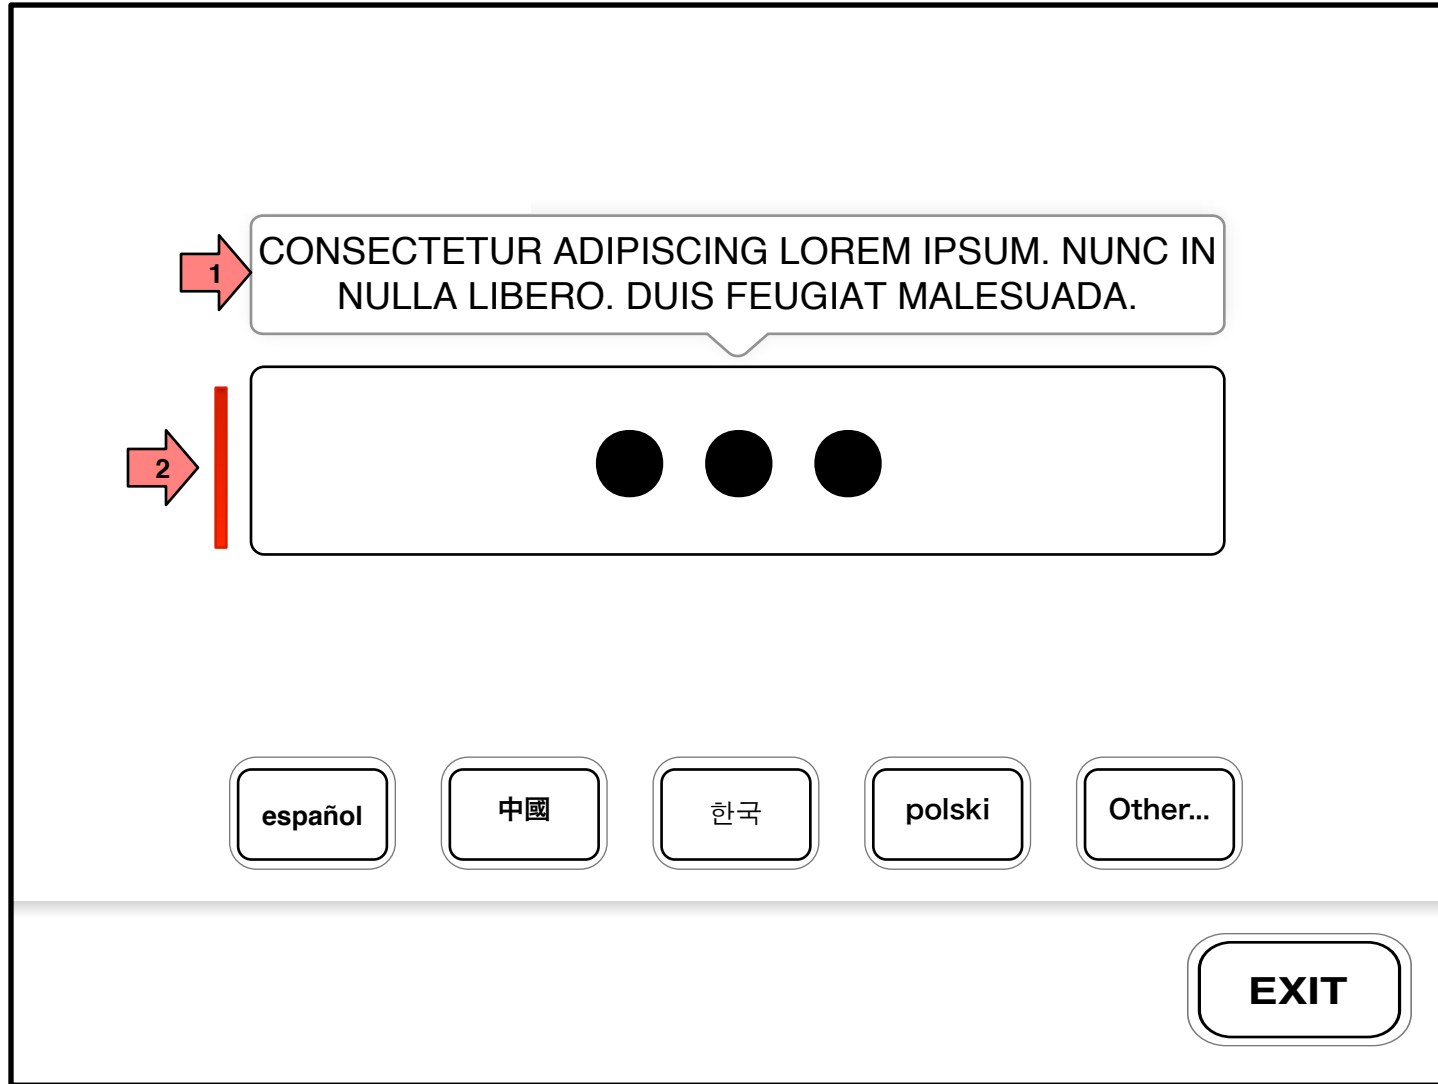 1
CONSECTETUR ADIPISCING LOREM IPSUM. NUNC IN
NULLA LIBERO. DUIS FEUGIAT MALESUADA.
2
español
中國
한국
polski
Other...
EXIT